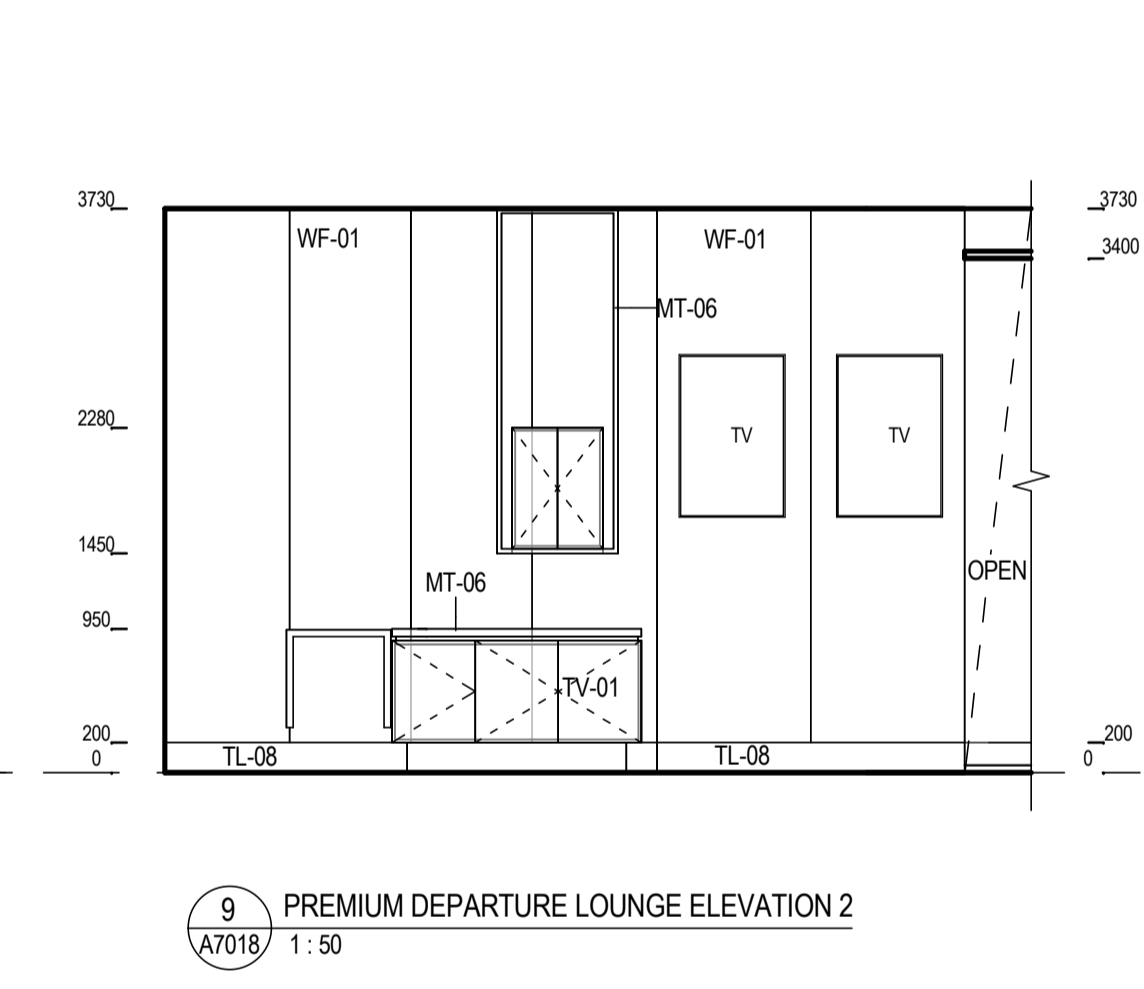 3730
3730
WF-01
WF-01
3400
MT-06
2280
TV
TV
1450
OPEN
MT-06
950
TV-01
200
200
0
TL-08
TL-08
0
9
PREMIUM DEPARTURE LOUNGE ELEVATION 2
A7018
1 : 50